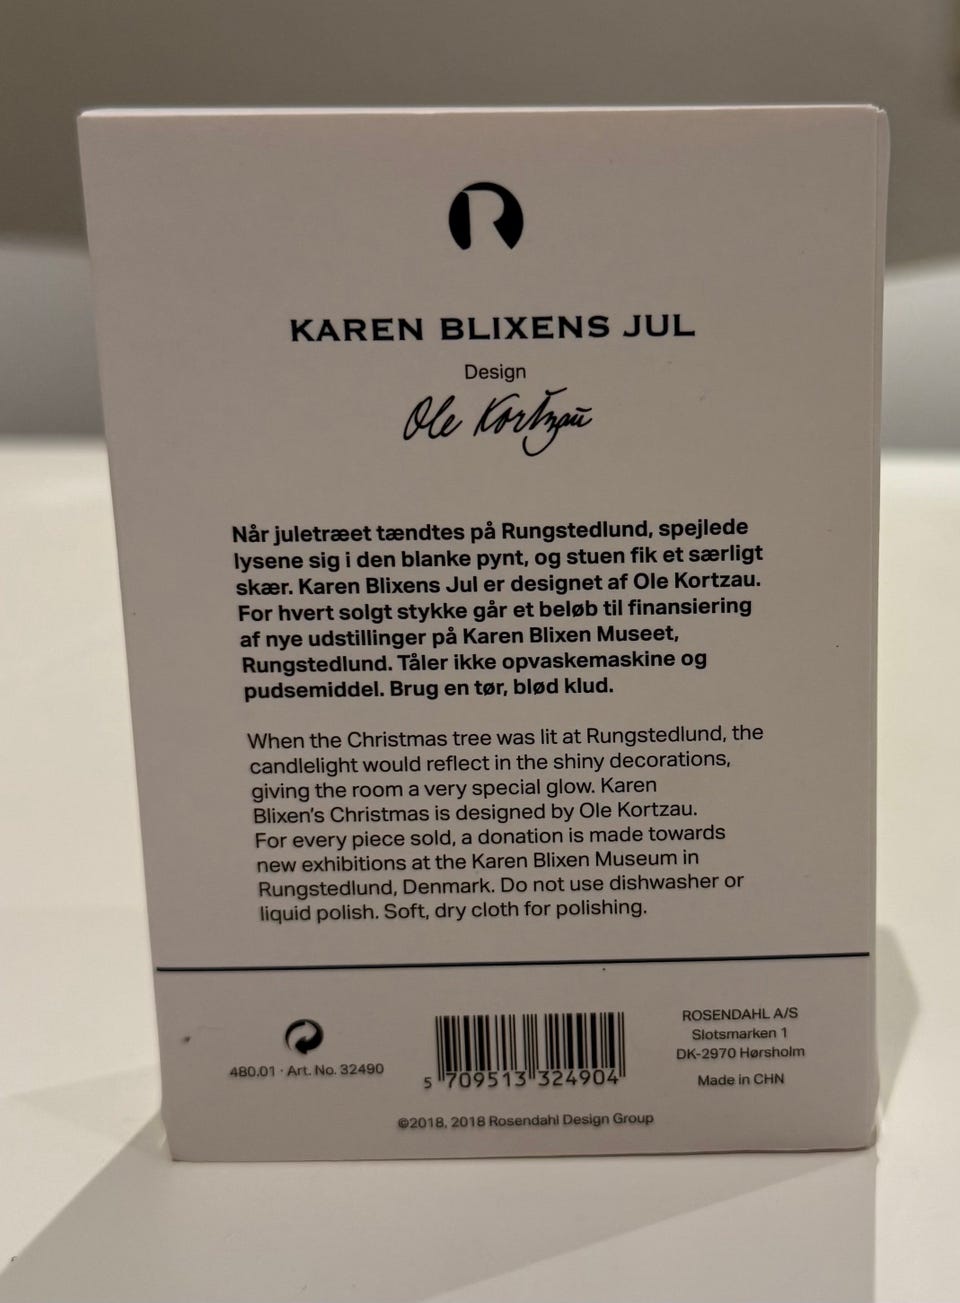 R
KAREN BLIXENS JUL
Design
Ole Kortzau
Når juletræet tændtes på Rungstedlund, spejlede
lysene sig i den blanke pynt, og stuen fik et særligt
skær. Karen Blixens Jul er designet af Ole Kortzau.
For hvert solgt stykke går et beløb til finansiering
af nye udstillinger på Karen Blixen Museet,
Rungstedlund. Tåler ikke opvaskemaskine og
pudsemiddel. Brug en tør, blød klud.
When the Christmas tree was lit at Rungstedlund, the
candlelight would reflect in the shiny decorations,
giving the room a very special glow. Karen
Blixen's Christmas is designed by Ole Kortzau.
For every piece sold, a donation is made towards
new exhibitions at the Karen Blixen Museum in
Rungstedlund, Denmark. Do not use dishwasher or
liquid polish. Soft, dry cloth for polishing.
480.01 · Art. No. 32490
5 709513 324904
ROSENDAHL A/S
Slotsmarken 1
DK-2970 Hørsholm
Made in CHN
©2018, 2018 Rosendahl Design Group